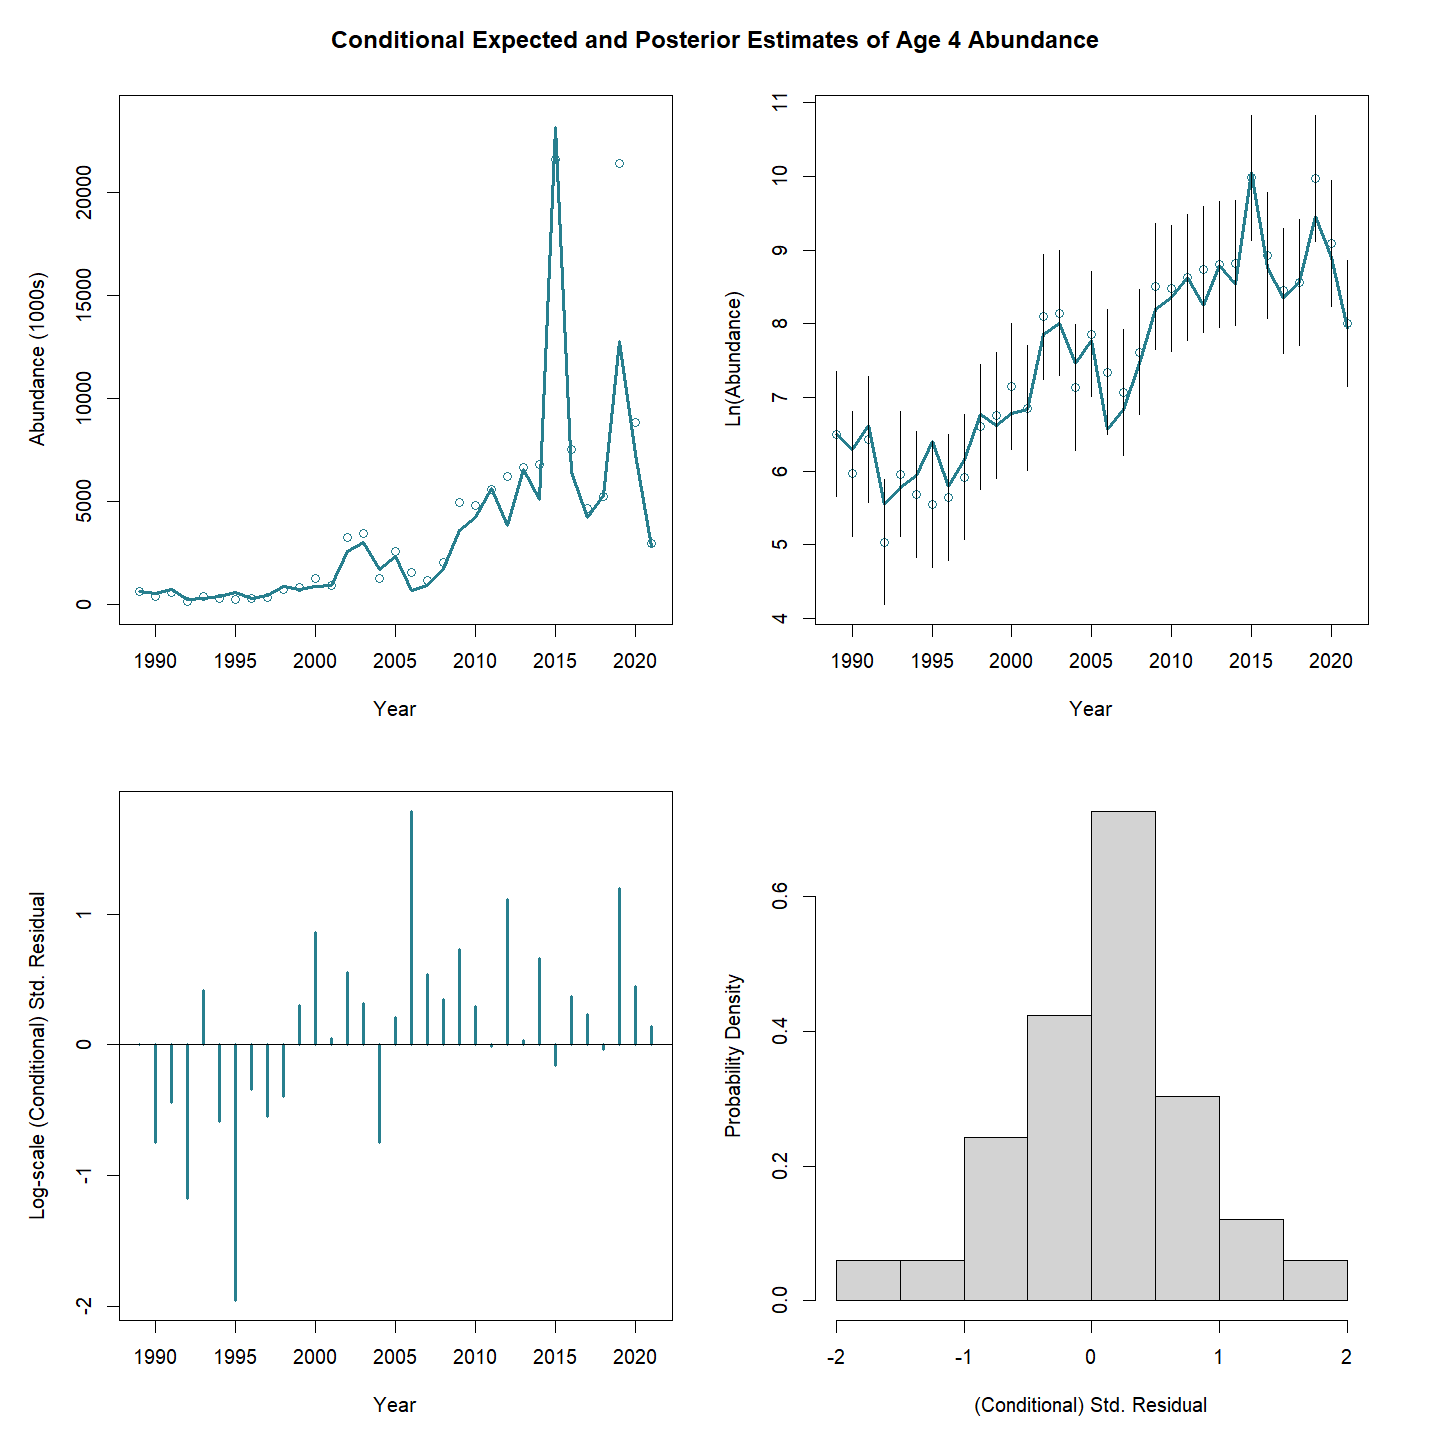 Conditional Expected and Posterior Estimates of Age 4 Abundance
Abundance (1000s)
0
5000
10000
15000
20000
1990 1995 2000 2005 2010 2015 2020
Year
Ln(Abundance)
4
5
6
7
8
9
10
11
1990 1995 2000 2005 2010 2015 2020
Year
Log-scale (Conditional) Std. Residual
-2
-1
0
1
1990 1995 2000 2005 2010 2015 2020
Year
Probability Density
0.0
0.2
0.4
0.6
-2 -1 0 1 2
(Conditional) Std. Residual